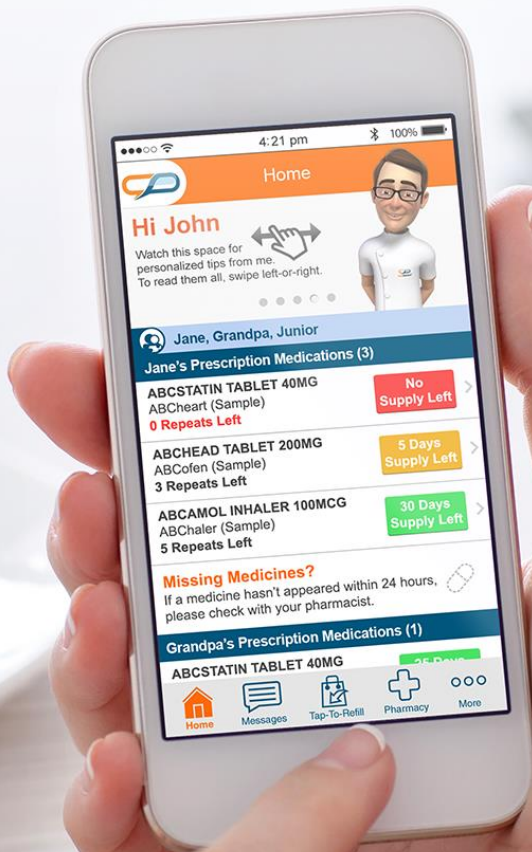 4:21 pm
100%
Home
Hi John
Watch this space for
personalized tips from me.
To read them all, swipe left-or-right.
Jane, Grandpa, Junior
Jane's Prescription Medications (3)
ABCSTATIN TABLET 40MG
ABCheart (Sample)
0 Repeats Left
No
Supply Left
ABCHEAD TABLET 200MG
ABCofen (Sample)
3 Repeats Left
5 Days
Supply Left
ABCAMOL INHALER 100MCG
ABChaler (Sample)
5 Repeats Left
30 Days
Supply Left
Missing Medicines?
If a medicine hasn't appeared within 24 hours,
please check with your pharmacist.
Grandpa's Prescription Medications (1)
ABCSTATIN TABLET 40MG
25 Days
Home
Messages
Tap-To-Refill
Pharmacy
More